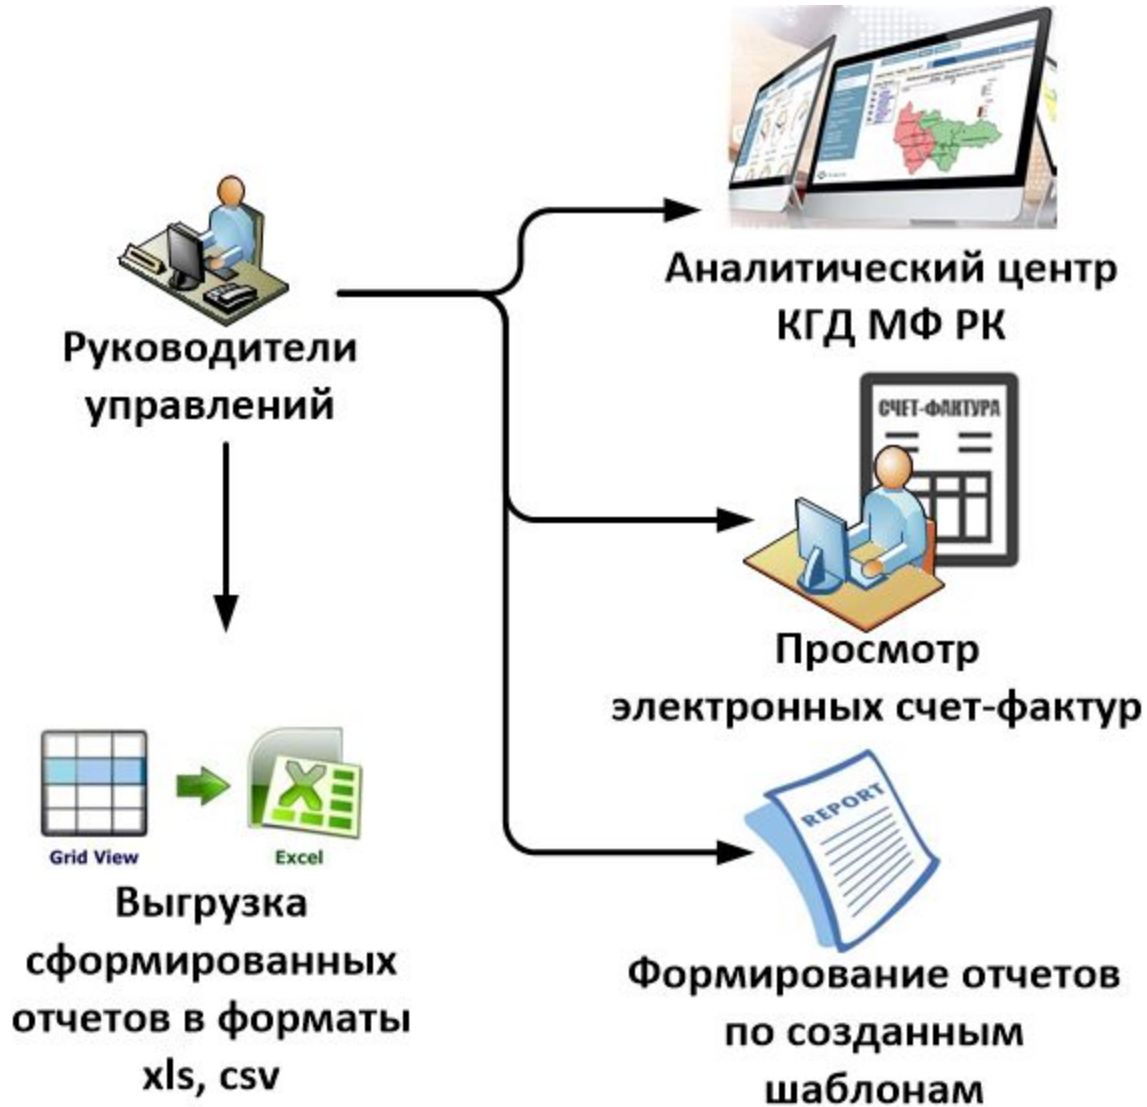 Аналитический центр
КГД МФ РК
Руководители
управлений
СЧЕТ-ФАКТУРА
Просмотр
электронных счет-фактур
Grid View
Excel
Выгрузка
сформированных
отчетов в форматы
xls, csv
REPORT
Формирование отчетов
по созданным
шаблонам